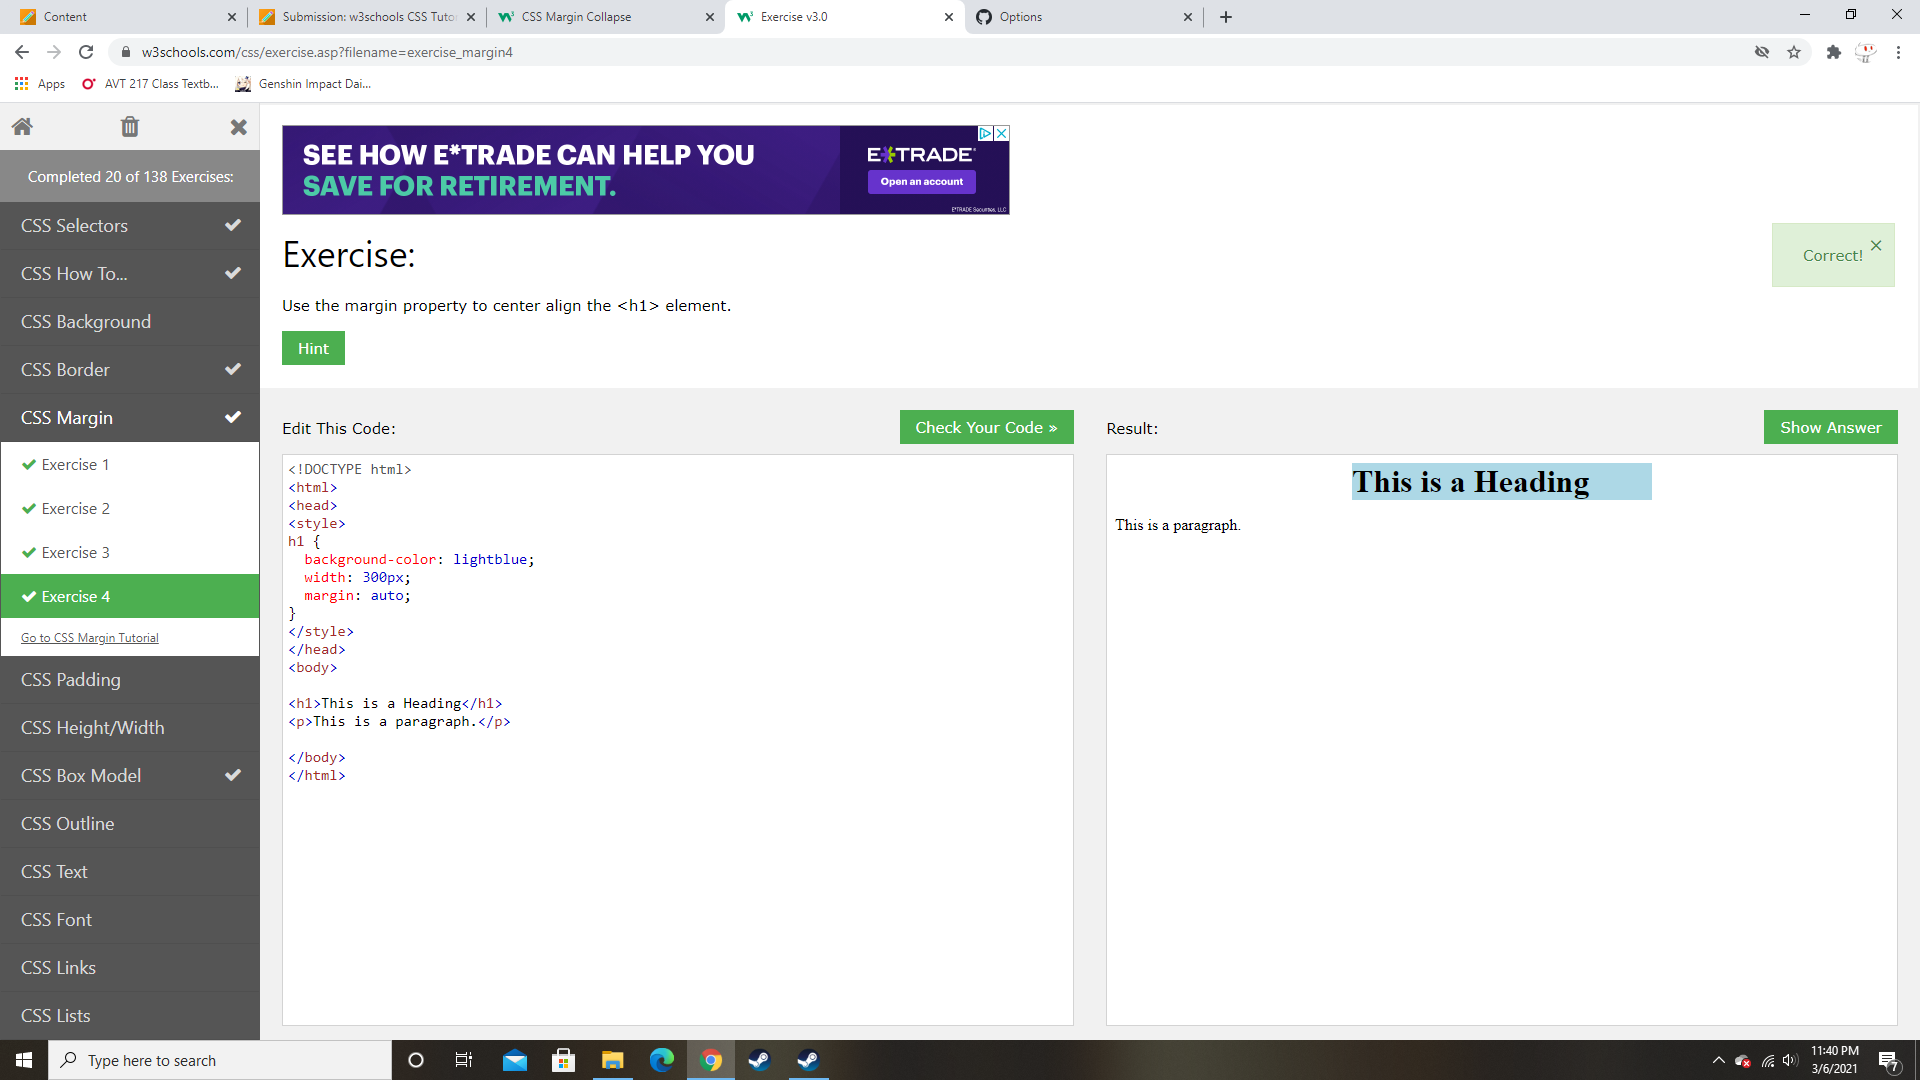 Content
Submission: w3schools CSS Tuto
CSS Margin Collapse
Exercise v3.0
Options
w3schools.com/css/exercise.asp?filename=exercise_margin4
Apps
AVT 217 Class Textb...
Genshin Impact Dai...
Completed 20 of 138 Exercises:
CSS Selectors
CSS How To...
CSS Background
CSS Border
CSS Margin
Exercise 1
Exercise 2
Exercise 3
Exercise 4
Go to CSS Margin Tutorial
CSS Padding
CSS Height/Width
CSS Box Model
CSS Outline
CSS Text
CSS Font
CSS Links
CSS Lists
SEE HOW E*TRADE CAN HELP YOU
SAVE FOR RETIREMENT.
E*TRADE
Open an account
E*TRADE Securities, LLC
Exercise:
Correct!
Use the margin property to center align the <h1> element.
Hint
Edit This Code:
Check Your Code »
Result:
Show Answer
<!DOCTYPE html>
<html>
<head>
<style>
h1 {
  background-color: lightblue;
  width: 300px;
  margin: auto;
}
</style>
</head>
<body>
<h1>This is a Heading</h1>
<p>This is a paragraph.</p>
</body>
</html>
This is a Heading
This is a paragraph.
Type here to search
11:40 PM
3/6/2021
7